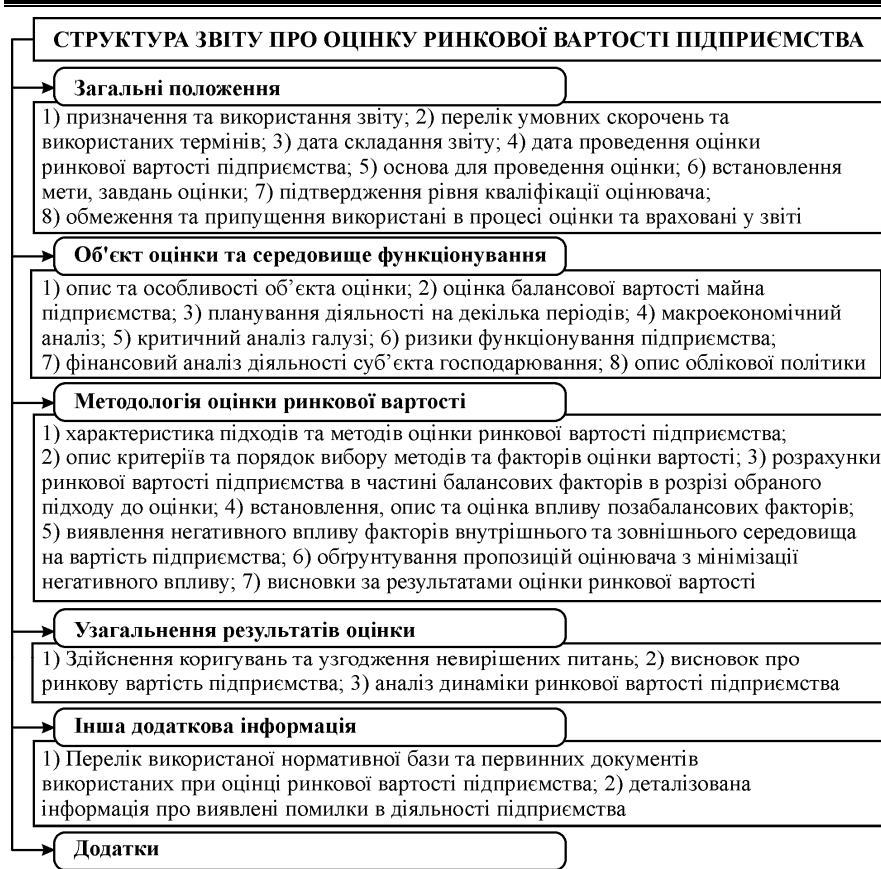 СТРУКТУРА ЗВІТУ ПРО ОЦІНКУ РИНКОВОЇ ВАРТОСТІ ПІДПРИЄМСТВА
Загальні положення
1) призначення та використання звіту; 2) перелік умовних скорочень та
використаних термінів; 3) дата складання звіту; 4) дата проведення оцінки
ринкової вартості підприємства; 5) основа для проведення оцінки; 6) встановлення
мети, завдань оцінки; 7) підтвердження рівня кваліфікації оцінювача;
8) обмеження та припущення використані в процесі оцінки та враховані у звіті
Об'єкт оцінки та середовище функціонування
1) опис та особливості об’єкта оцінки; 2) оцінка балансової вартості майна
підприємства; 3) планування діяльності на декілька періодів; 4) макроекономічний
аналіз; 5) критичний аналіз галузі; 6) ризики функціонування підприємства;
7) фінансовий аналіз діяльності суб’єкта господарювання; 8) опис облікової політики
Методологія оцінки ринкової вартості
1) характеристика підходів та методів оцінки ринкової вартості підприємства;
2) опис критеріїв та порядок вибору методів та факторів оцінки вартості; 3) розрахунки
ринкової вартості підприємства в частині балансових факторів в розрізі обраного
підходу до оцінки; 4) встановлення, опис та оцінка впливу позабалансових факторів;
5) виявлення негативного впливу факторів внутрішнього та зовнішнього середовища
на вартість підприємства; 6) обґрунтування пропозицій оцінювача з мінімізації
негативного впливу; 7) висновки за результатами оцінки ринкової вартості
Узагальнення результатів оцінки
1) Здійснення коригувань та узгодження невирішених питань; 2) висновок про
ринкову вартість підприємства; 3) аналіз динаміки ринкової вартості підприємства
Інша додаткова інформація
1) Перелік використаної нормативної бази та первинних документів
використаних при оцінці ринкової вартості підприємства; 2) деталізована
інформація про виявлені помилки в діяльності підприємства
Додатки